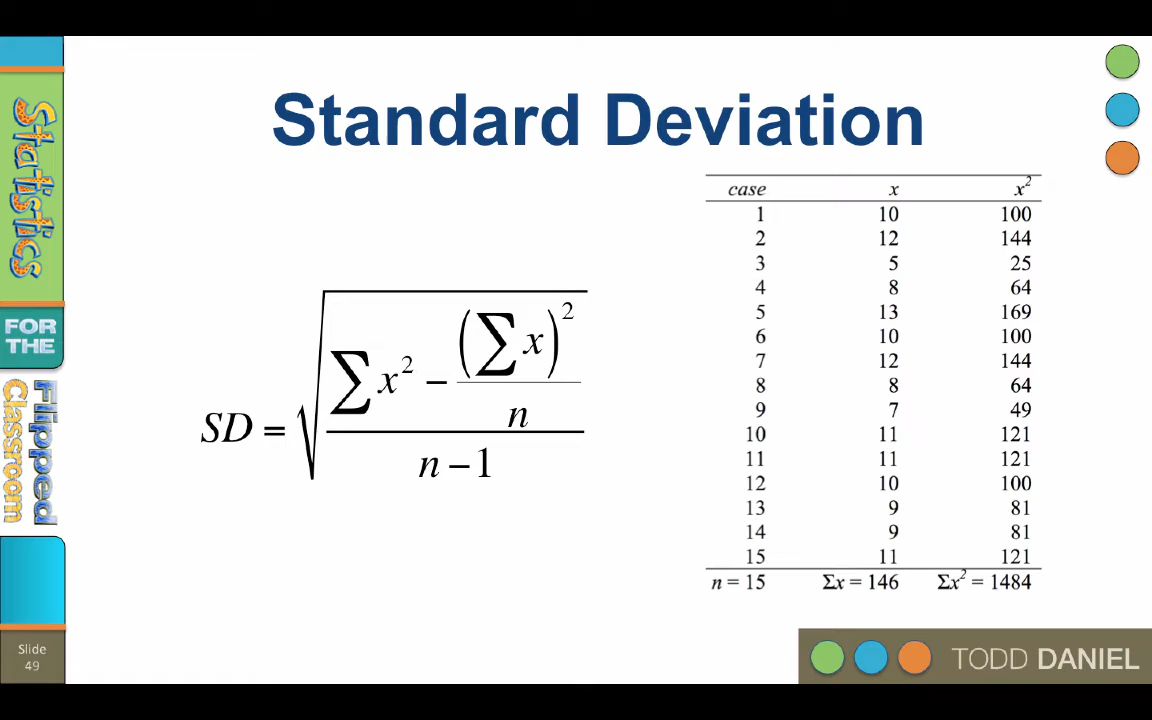 Standard Deviation
Statistics
FOR
THE
Flipped
Classroom
SD = √((∑x² − (∑x)²/n)/(n − 1))
case x x²
1 10 100
2 12 144
3 5 25
4 8 64
5 13 169
6 10 100
7 12 144
8 8 64
9 7 49
10 11 121
11 11 121
12 10 100
13 9 81
14 9 81
15 11 121
n = 15 Σx = 146 Σx² = 1484
Slide
49
TODD DANIEL